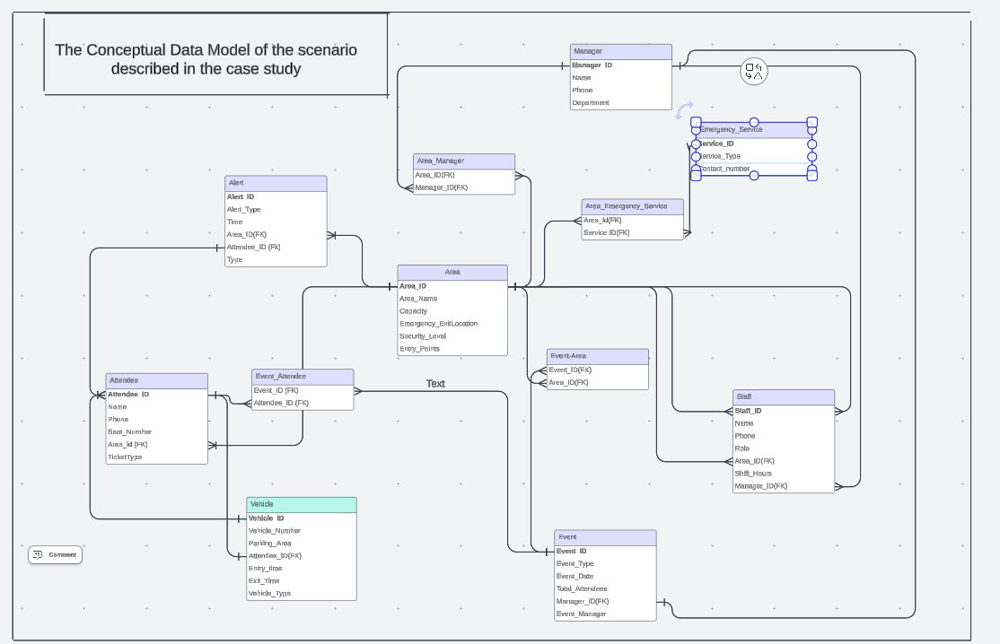 The Conceptual Data Model of the scenario
described in the case study
Manager
Manager_ID
Name
Phone
Department
Emergency_Service
Service_ID
Service_Type
Contact_number
Area_Manager
Area_ID(FK)
Manager_ID(FK)
Alert
Alert_ID
Alert_Type
Time
Area_ID(FK)
Attendee_ID (Fk)
Type
Area_Emergency_Service
Area_Id(FK)
Service ID(FK)
Area
Area_ID
Area_Name
Capacity
Emergency_ExitLocation
Security_Level
Entry_Points
Event-Area
Event_ID(FK)
Area_ID(FK)
Attendee
Attendee_ID
Name
Phone
Seat_Number
Area_Id (FK)
TicketType
Event_Attendee
Event_ID (FK)
Attendee_ID (FK)
Text
Staff
Staff_ID
Name
Phone
Role
Area_ID(FK)
Shift_Hours
Manager_ID(FK)
Vehicle
Vehicle_ID
Vehicle_Number
Parking_Area
Attendee_ID(FK)
Entry_time
Exit_Time
Vehicle_Type
Event
Event_ID
Event_Type
Event_Date
Total_Attendees
Manager_ID(FK)
Event_Manager
Comment